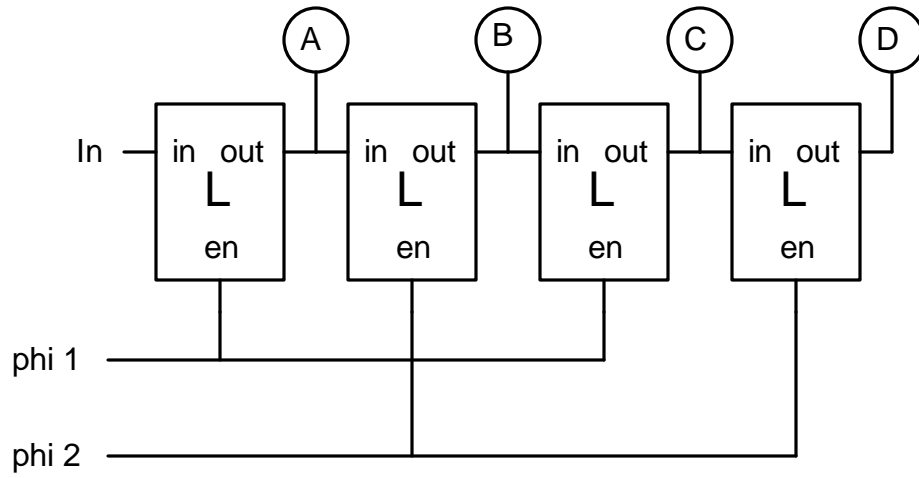 A B C D
In in out in out in out in out
L L L L
en en en en
phi 1
phi 2